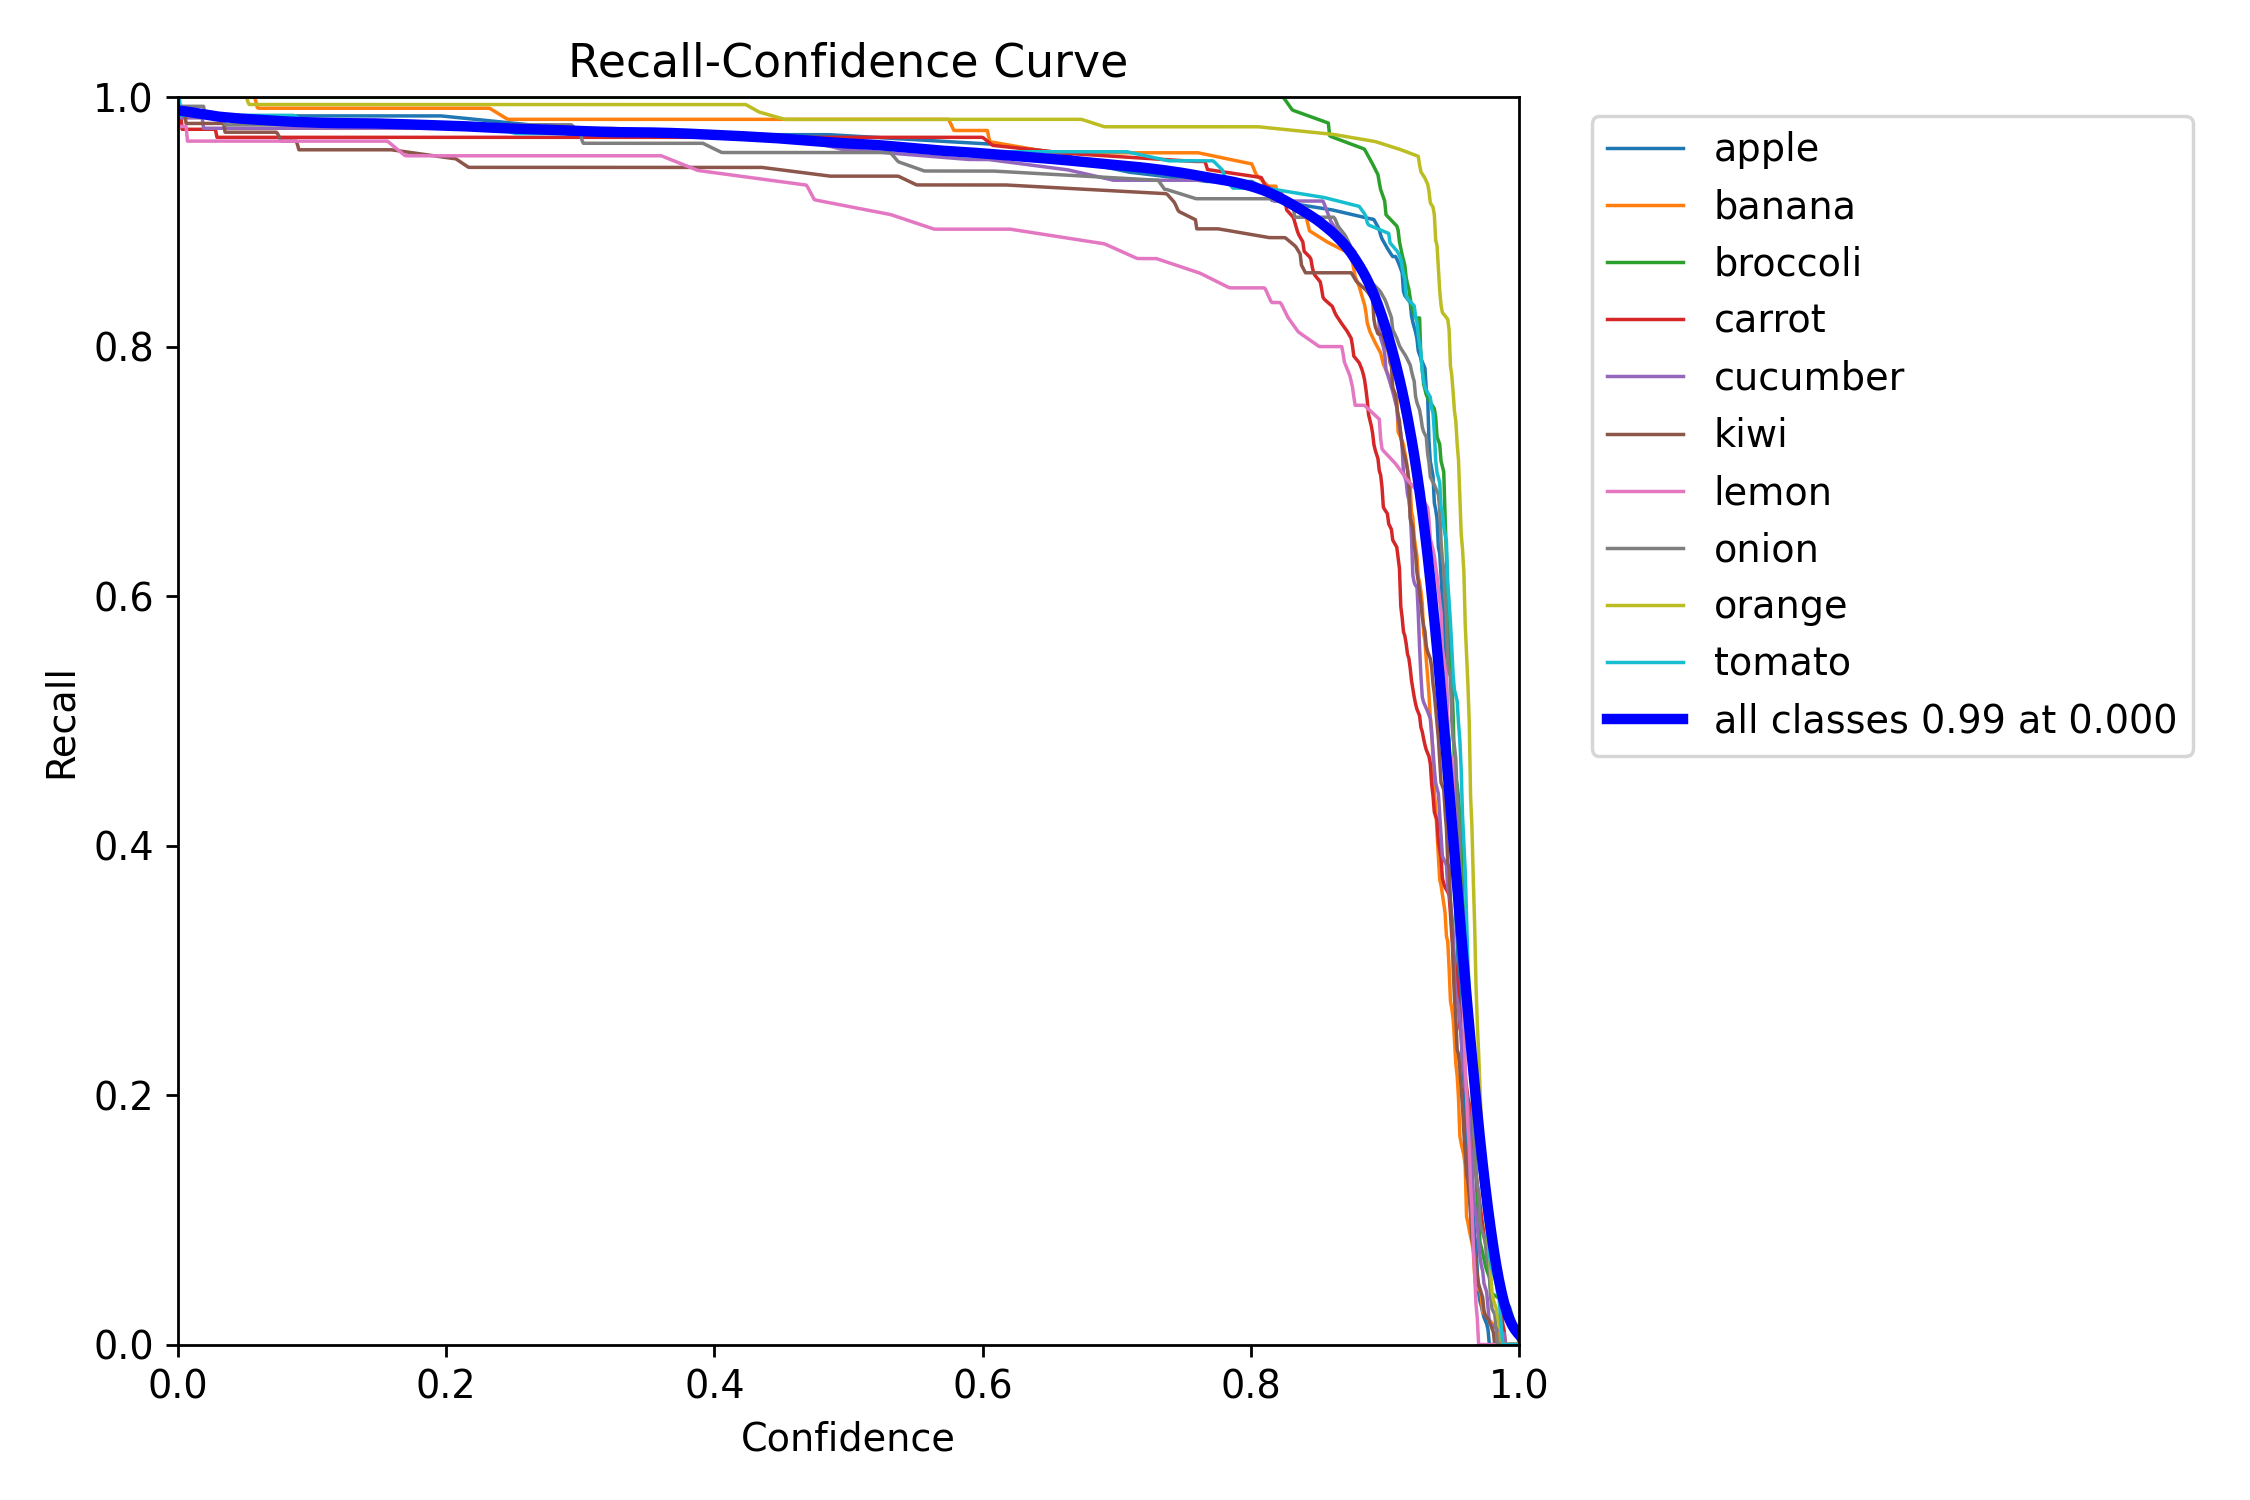 Recall-Confidence Curve
1.0
0.8
0.6
0.4
0.2
0.0
Recall
0.0 0.2 0.4 0.6 0.8 1.0
Confidence
apple
banana
broccoli
carrot
cucumber
kiwi
lemon
onion
orange
tomato
all classes 0.99 at 0.000